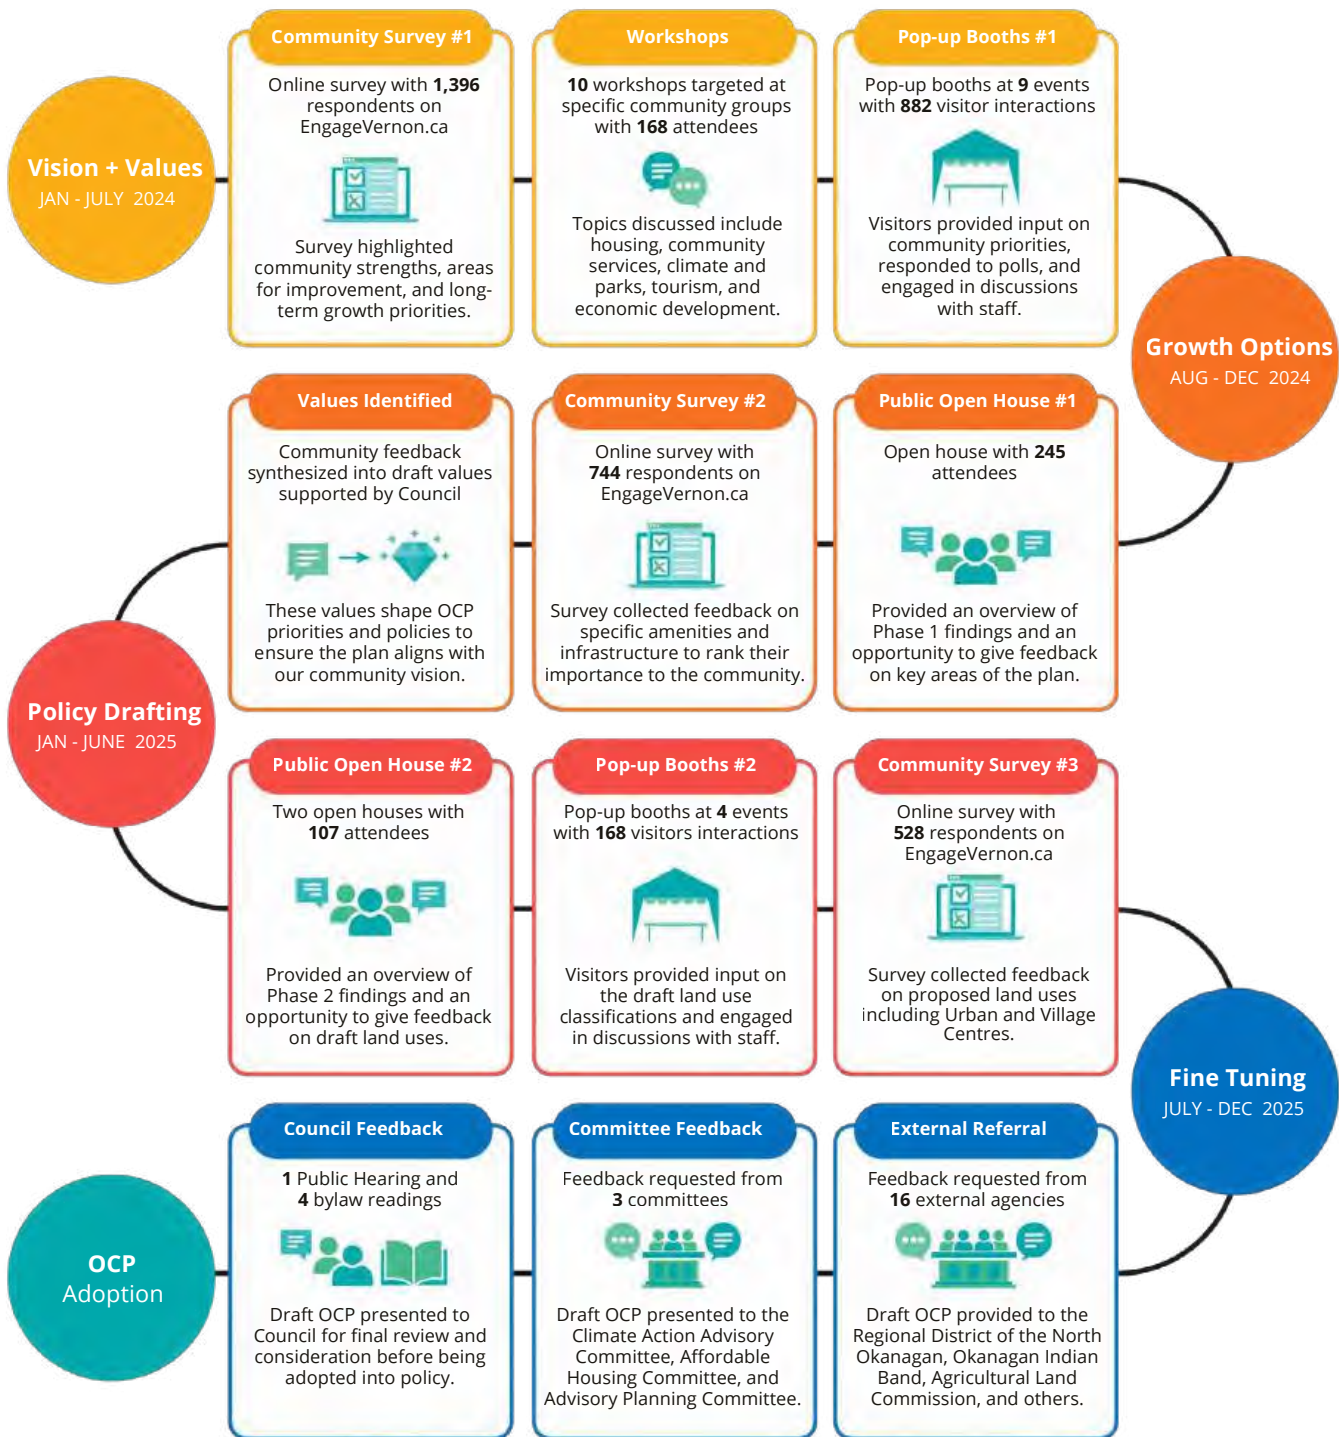 Vision + Values
JAN - JULY 2024
Community Survey #1
Online survey with 1,396
respondents on
EngageVernon.ca
Survey highlighted
community strengths, areas
for improvement, and long-
term growth priorities.
Workshops
10 workshops targeted at
specific community groups
with 168 attendees
Topics discussed include
housing, community
services, climate and
parks, tourism, and
economic development.
Pop-up Booths #1
Pop-up booths at 9 events
with 882 visitor interactions
Visitors provided input on
community priorities,
responded to polls, and
engaged in discussions
with staff.
Growth Options
AUG - DEC 2024
Public Open House #1
Open house with 245
attendees
Provided an overview of
Phase 1 findings and an
opportunity to give feedback
on key areas of the plan.
Community Survey #2
Online survey with
744 respondents on
EngageVernon.ca
Survey collected feedback on
specific amenities and
infrastructure to rank their
importance to the community.
Values Identified
Community feedback
synthesized into draft values
supported by Council
These values shape OCP
priorities and policies to
ensure the plan aligns with
our community vision.
Policy Drafting
JAN - JUNE 2025
Public Open House #2
Two open houses with
107 attendees
Provided an overview of
Phase 2 findings and an
opportunity to give feedback
on draft land uses.
Pop-up Booths #2
Pop-up booths at 4 events
with 168 visitors interactions
Visitors provided input on
the draft land use
classifications and engaged
in discussions with staff.
Community Survey #3
Online survey with
528 respondents on
EngageVernon.ca
Survey collected feedback
on proposed land uses
including Urban and Village
Centres.
Fine Tuning
JULY - DEC 2025
External Referral
Feedback requested from
16 external agencies
Draft OCP provided to the
Regional District of the North
Okanagan, Okanagan Indian
Band, Agricultural Land
Commission, and others.
Committee Feedback
Feedback requested from
3 committees
Draft OCP presented to the
Climate Action Advisory
Committee, Affordable
Housing Committee, and
Advisory Planning Committee.
Council Feedback
1 Public Hearing and
4 bylaw readings
Draft OCP presented to
Council for final review and
consideration before being
adopted into policy.
OCP
Adoption